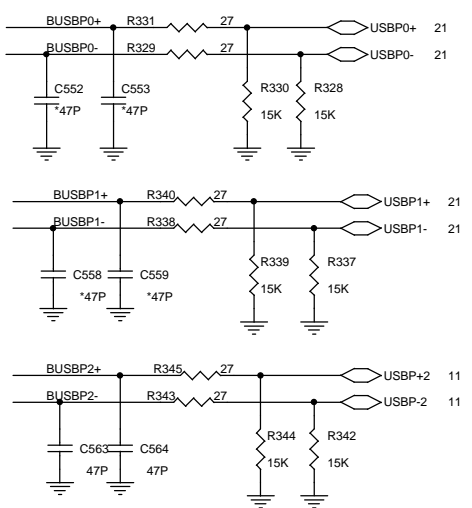 BUSBP0+ R331 27 USBP0+ 21
BUSBP0- R329 27 USBP0- 21
C552 C553 R330 R328
*47P *47P 15K 15K
BUSBP1+ R340 27 USBP1+ 21
BUSBP1- R338 27 USBP1- 21
R339 R337
C558 C559 15K 15K
*47P *47P
BUSBP2+ R345 27 USBP+2 11
BUSBP2- R343 27 USBP-2 11
R344 R342
C563 C564 15K 15K
47P 47P